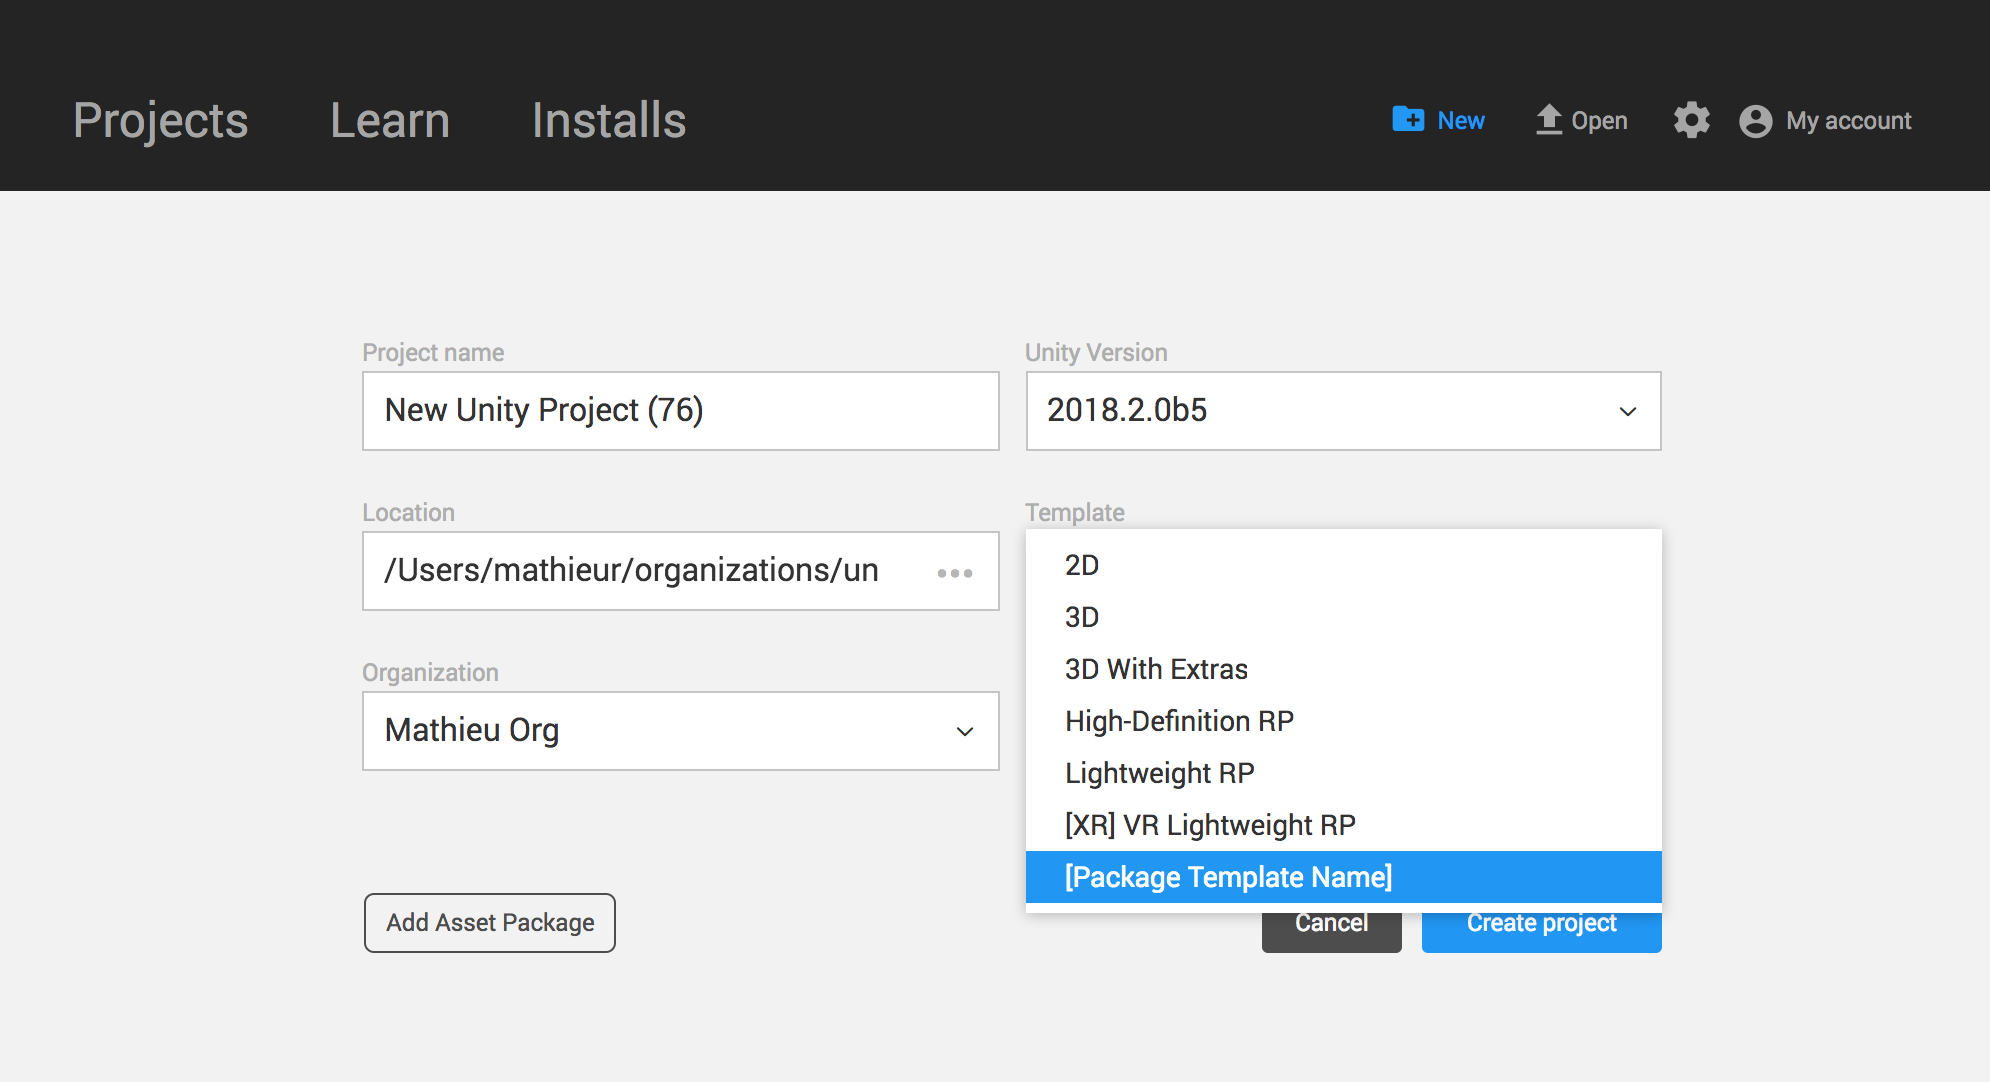 Projects Learn Installs New Open My account
Project name
New Unity Project (76)
Unity Version
2018.2.0b5
Location
/Users/mathieur/organizations/un
Organization
Mathieu Org
Template
2D
3D
3D With Extras
High-Definition RP
Lightweight RP
[XR] VR Lightweight RP
[Package Template Name]
Add Asset Package
Cancel
Create project